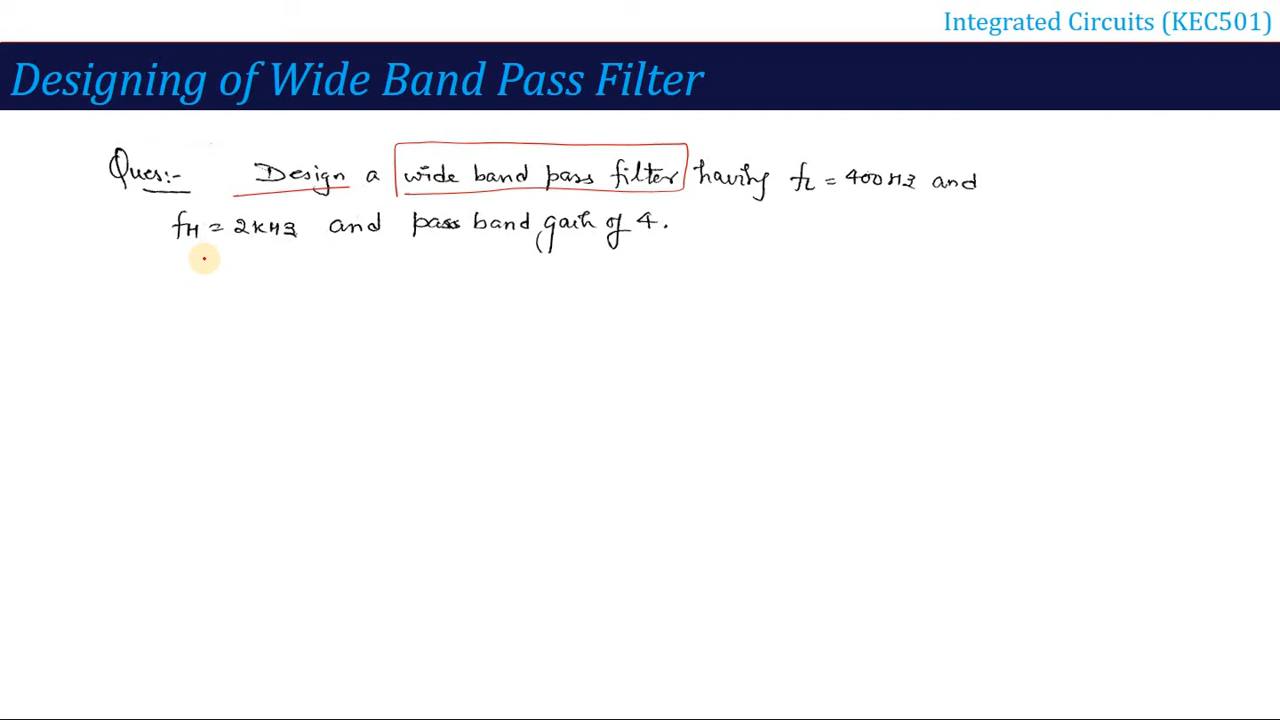 Integrated Circuits (KEC501)
Designing of Wide Band Pass Filter
Ques:- Design a wide band pass filter having fL = 400 Hz and
fH = 2KHz and pass band gain of 4.